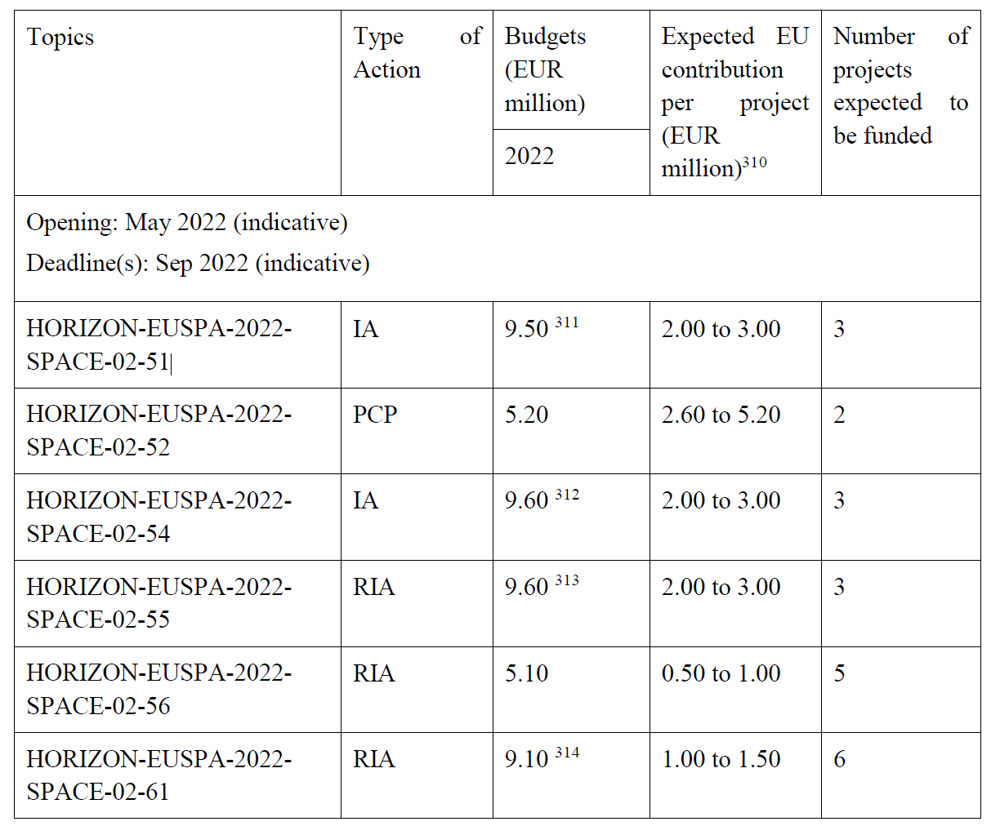 Topics
Type of
Action
Budgets
(EUR
million)
2022
Expected EU
contribution
per project
(EUR
million)310
Number of
projects
expected to
be funded
Opening: May 2022 (indicative)
Deadline(s): Sep 2022 (indicative)
HORIZON-EUSPA-2022-
SPACE-02-51
IA
9.50 311
2.00 to 3.00
3
HORIZON-EUSPA-2022-
SPACE-02-52
PCP
5.20
2.60 to 5.20
2
HORIZON-EUSPA-2022-
SPACE-02-54
IA
9.60 312
2.00 to 3.00
3
HORIZON-EUSPA-2022-
SPACE-02-55
RIA
9.60 313
2.00 to 3.00
3
HORIZON-EUSPA-2022-
SPACE-02-56
RIA
5.10
0.50 to 1.00
5
HORIZON-EUSPA-2022-
SPACE-02-61
RIA
9.10 314
1.00 to 1.50
6